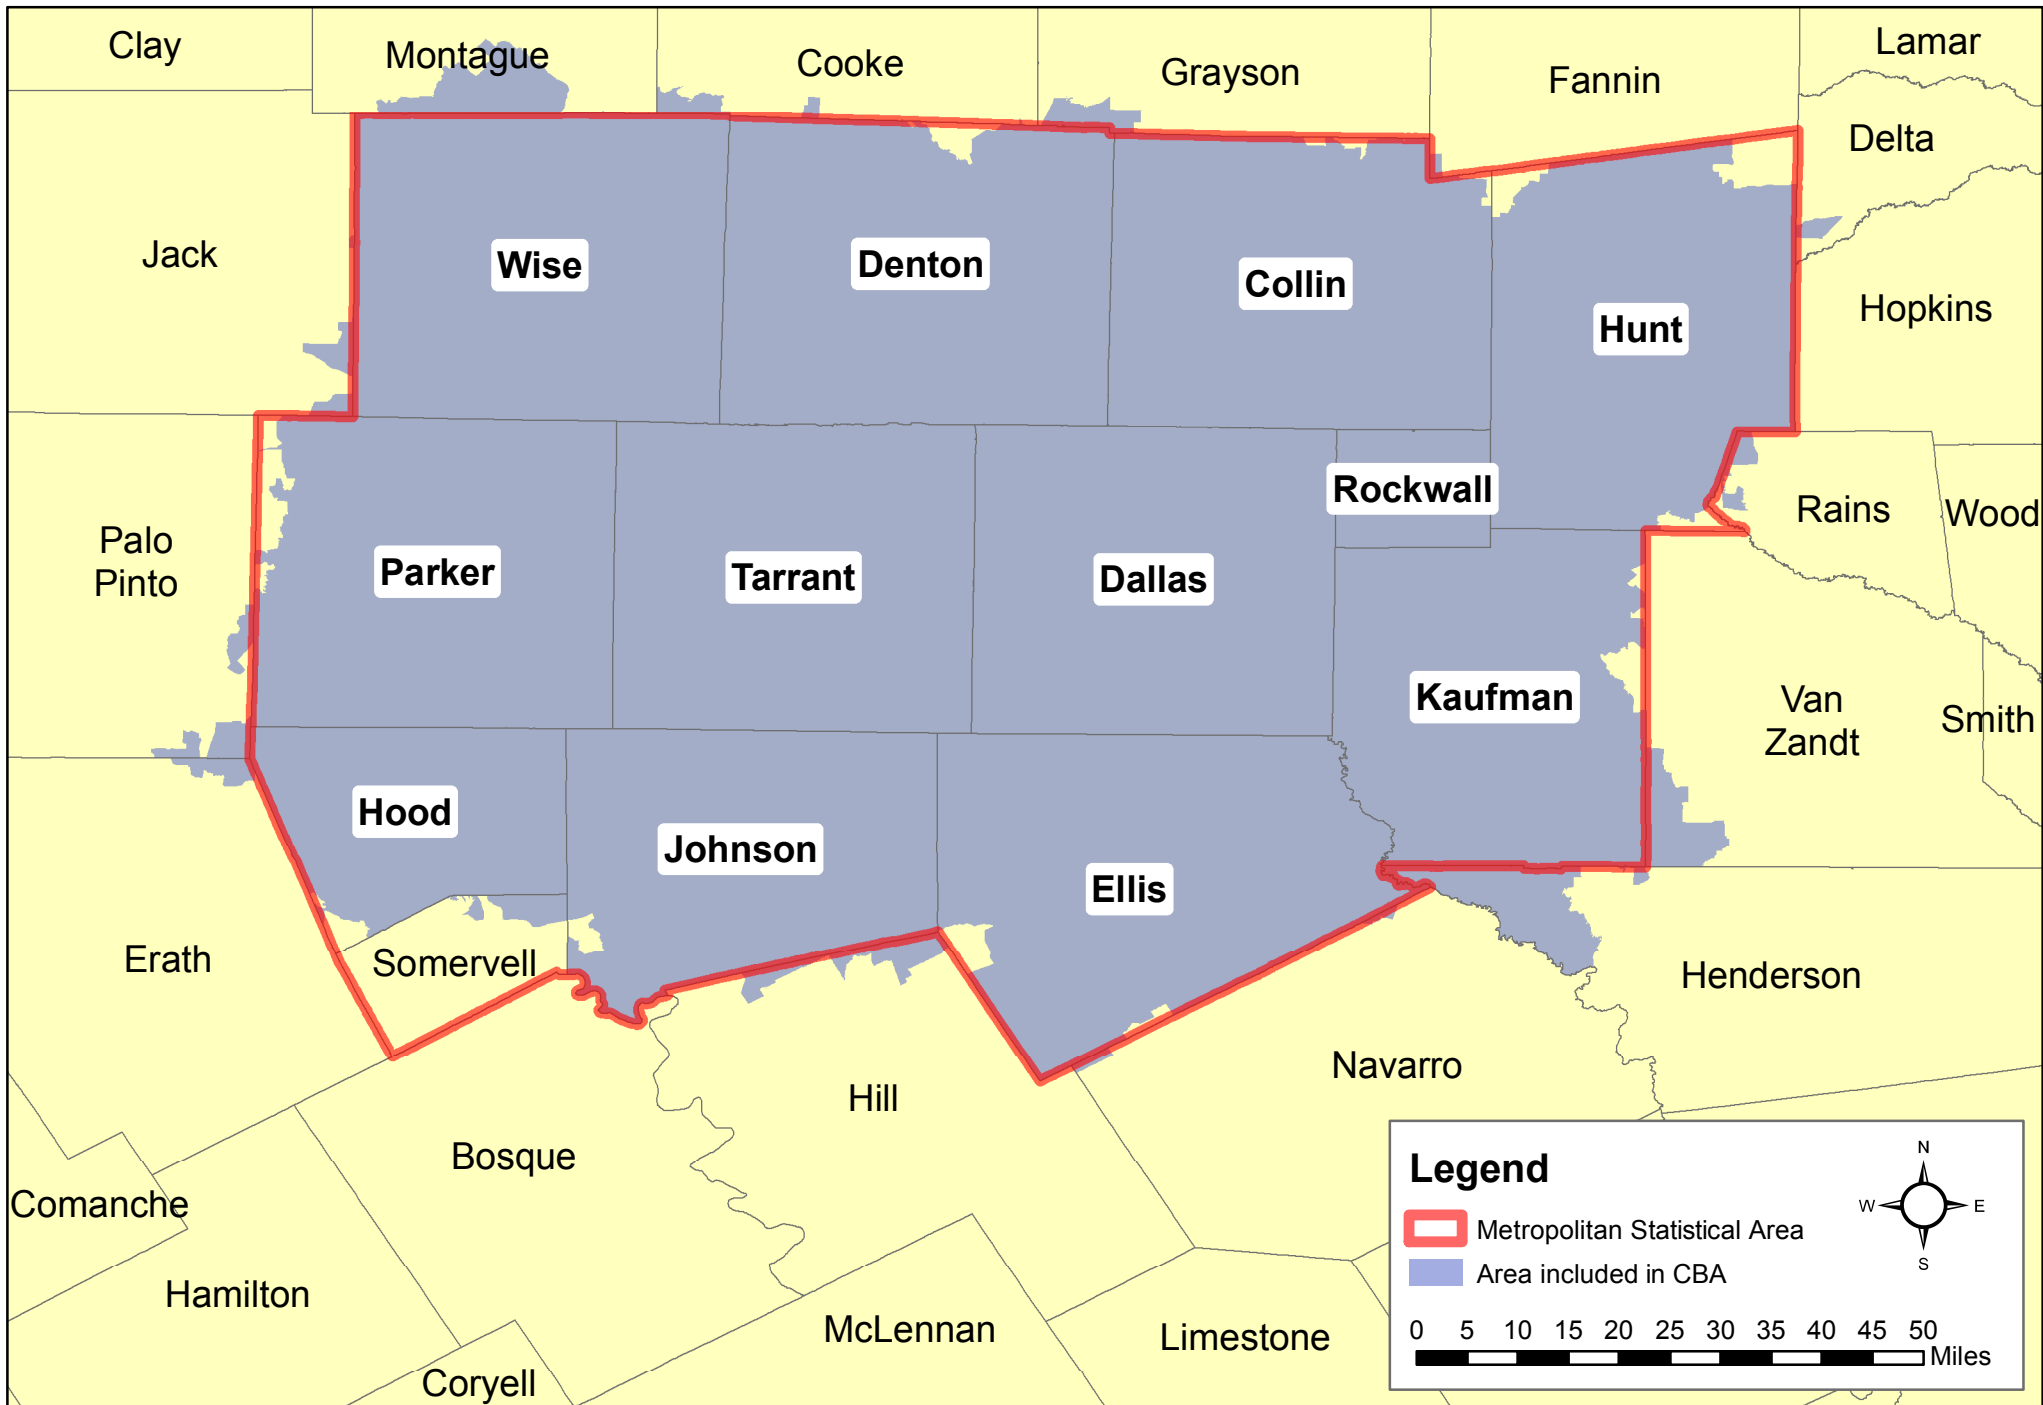 Clay
Montague
Cooke
Grayson
Fannin
Lamar
Delta
Jack
Wise
Denton
Collin
Hunt
Hopkins
Palo
Pinto
Parker
Tarrant
Dallas
Rockwall
Rains
Wood
Kaufman
Van
Zandt
Smith
Hood
Johnson
Ellis
Erath
Somervell
Henderson
Navarro
Hill
Bosque
Comanche
Hamilton
McLennan
Limestone
Coryell
Legend
Metropolitan Statistical Area
Area included in CBA
N
W
E
S
0 5 10 15 20 25 30 35 40 45 50
Miles